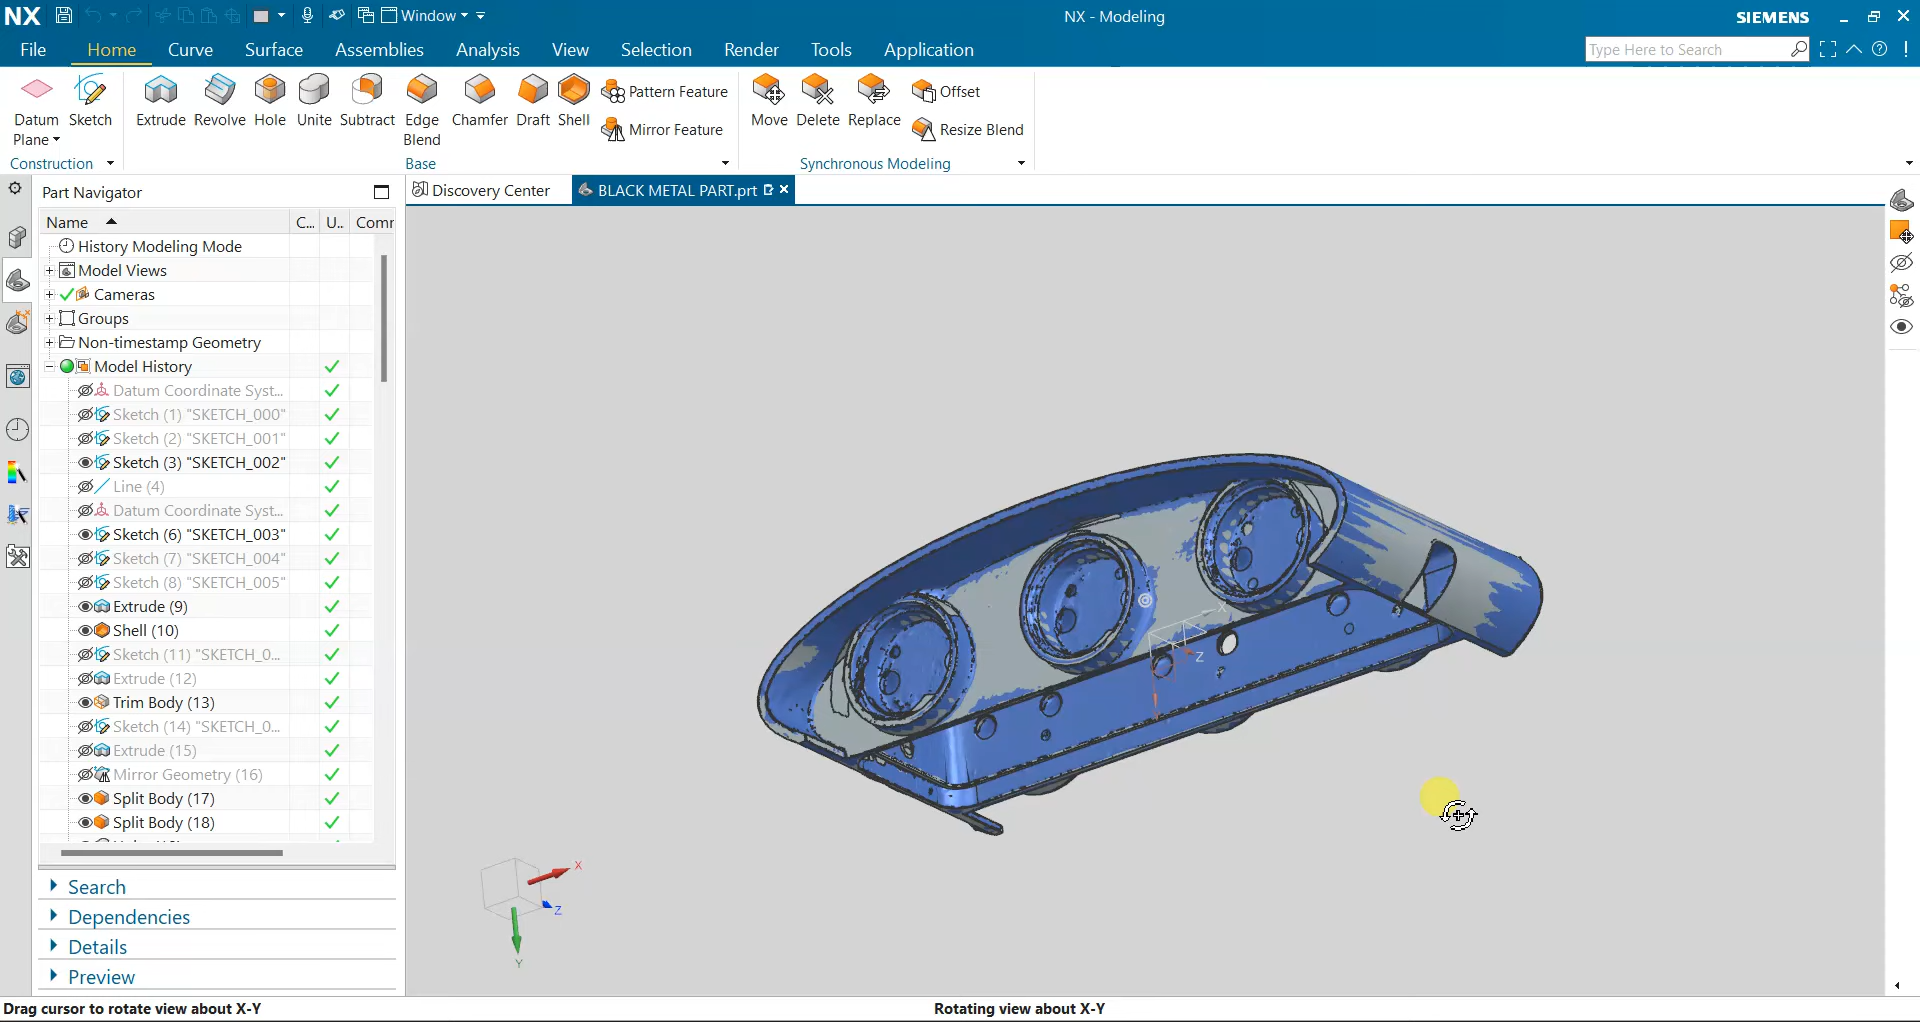 NX
Window
NX - Modeling
SIEMENS
File Home Curve Surface Assemblies Analysis View Selection Render Tools Application
Type Here to Search
Datum Plane
Sketch
Extrude
Revolve
Hole
Unite
Subtract
Edge Blend
Chamfer
Draft
Shell
Pattern Feature
Mirror Feature
Move
Delete
Replace
Offset
Resize Blend
Construction
Base
Synchronous Modeling
Part Navigator
Discovery Center
BLACK METAL PART.prt
Name C... U.. Comr
History Modeling Mode
Model Views
Cameras
Groups
Non-timestamp Geometry
Model History
Datum Coordinate Syst...
Sketch (1) "SKETCH_000"
Sketch (2) "SKETCH_001"
Sketch (3) "SKETCH_002"
Line (4)
Datum Coordinate Syst...
Sketch (6) "SKETCH_003"
Sketch (7) "SKETCH_004"
Sketch (8) "SKETCH_005"
Extrude (9)
Shell (10)
Sketch (11) "SKETCH_0...
Extrude (12)
Trim Body (13)
Sketch (14) "SKETCH_0...
Extrude (15)
Mirror Geometry (16)
Split Body (17)
Split Body (18)
Search
Dependencies
Details
Preview
X
Z
X
Z
Y
Drag cursor to rotate view about X-Y
Rotating view about X-Y